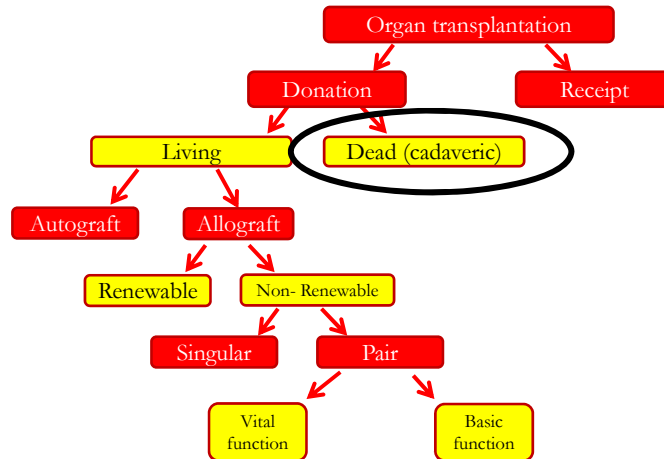 Organ transplantation
Donation
Receipt
Living
Dead (cadaveric)
Autograft
Allograft
Renewable
Non- Renewable
Singular
Pair
Vital
function
Basic
function